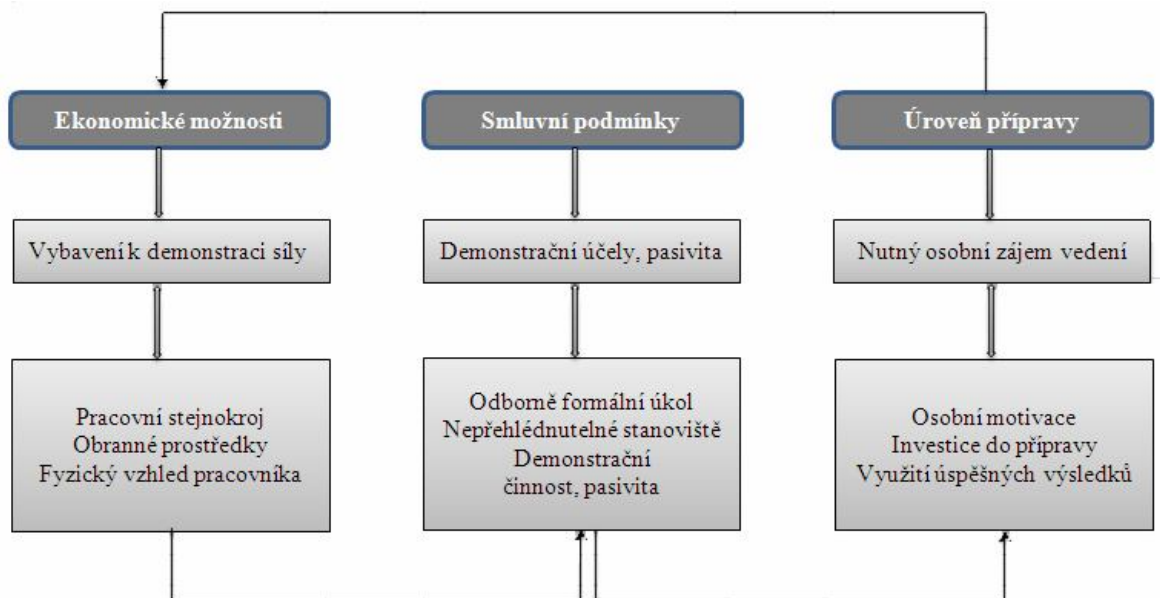 Ekonomické možnosti
Smluvní podmínky
Úroveň přípravy
Vybavení k demonstraci síly
Demonstrační účely, pasivita
Nutný osobní zájem vedení
Pracovní stejnokroj
Obranné prostředky
Fyzický vzhled pracovníka
Odborně formální úkol
Nepřehlédnutelné stanoviště
Demonstrační
činnost, pasivita
Osobní motivace
Investice do přípravy
Využití úspěšných výsledků